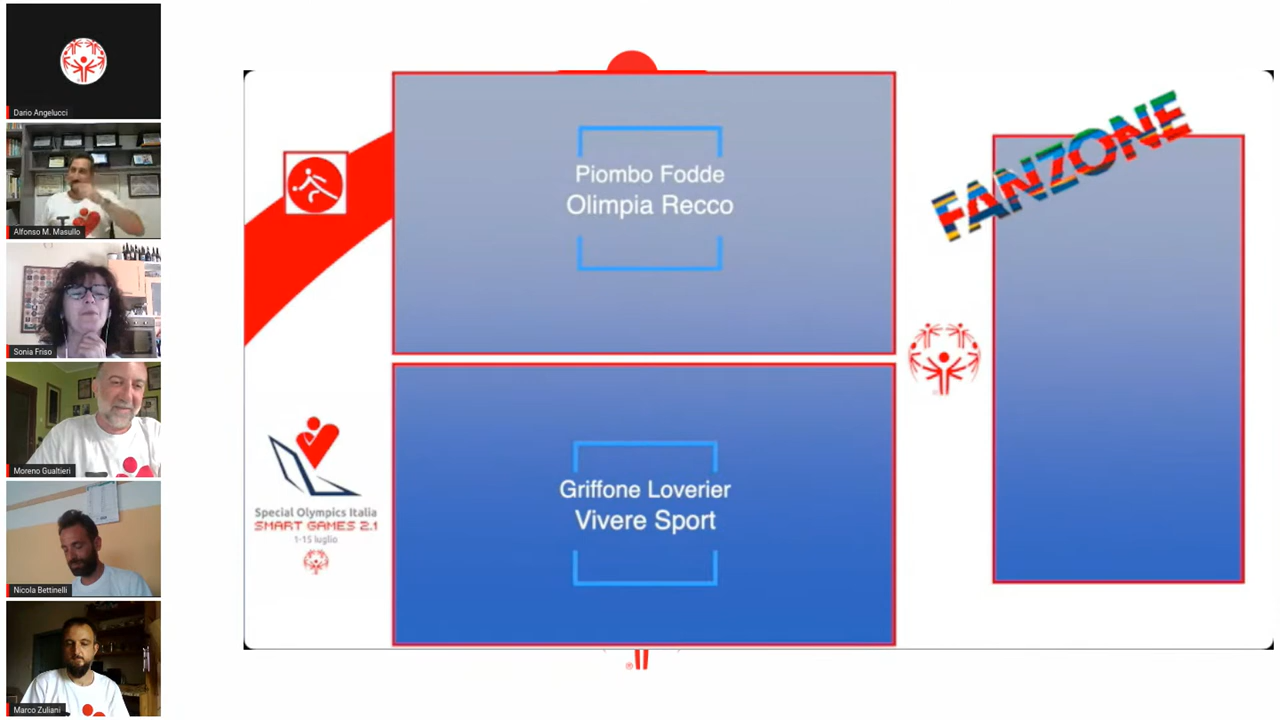 Dario Angelucci
Alfonso M. Masullo
Sonia Friso
Moreno Gualtieri
Nicola Bettinelli
Marco Zuliani
Piombo Fodde
Olimpia Recco
Griffone Loverier
Vivere Sport
Special Olympics Italia
SMART GAMES 2.1
1-15 luglio
FANZONE